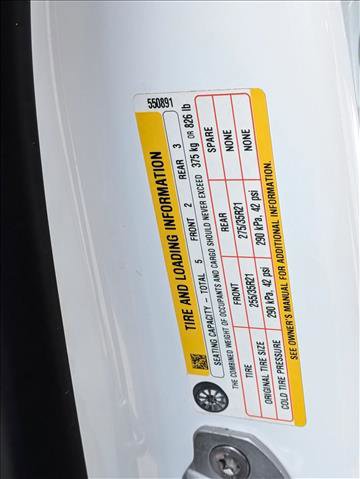 550891
TIRE AND LOADING INFORMATION
SEATING CAPACITY - TOTAL 5 FRONT 2 REAR 3
THE COMBINED WEIGHT OF OCCUPANTS AND CARGO SHOULD NEVER EXCEED 375 kg OR 826 lb
TIRE FRONT REAR SPARE
ORIGINAL TIRE SIZE 255/35R21 275/35R21 NONE
COLD TIRE PRESSURE 290 kPa, 42 psi 290 kPa, 42 psi NONE
SEE OWNER'S MANUAL FOR ADDITIONAL INFORMATION.